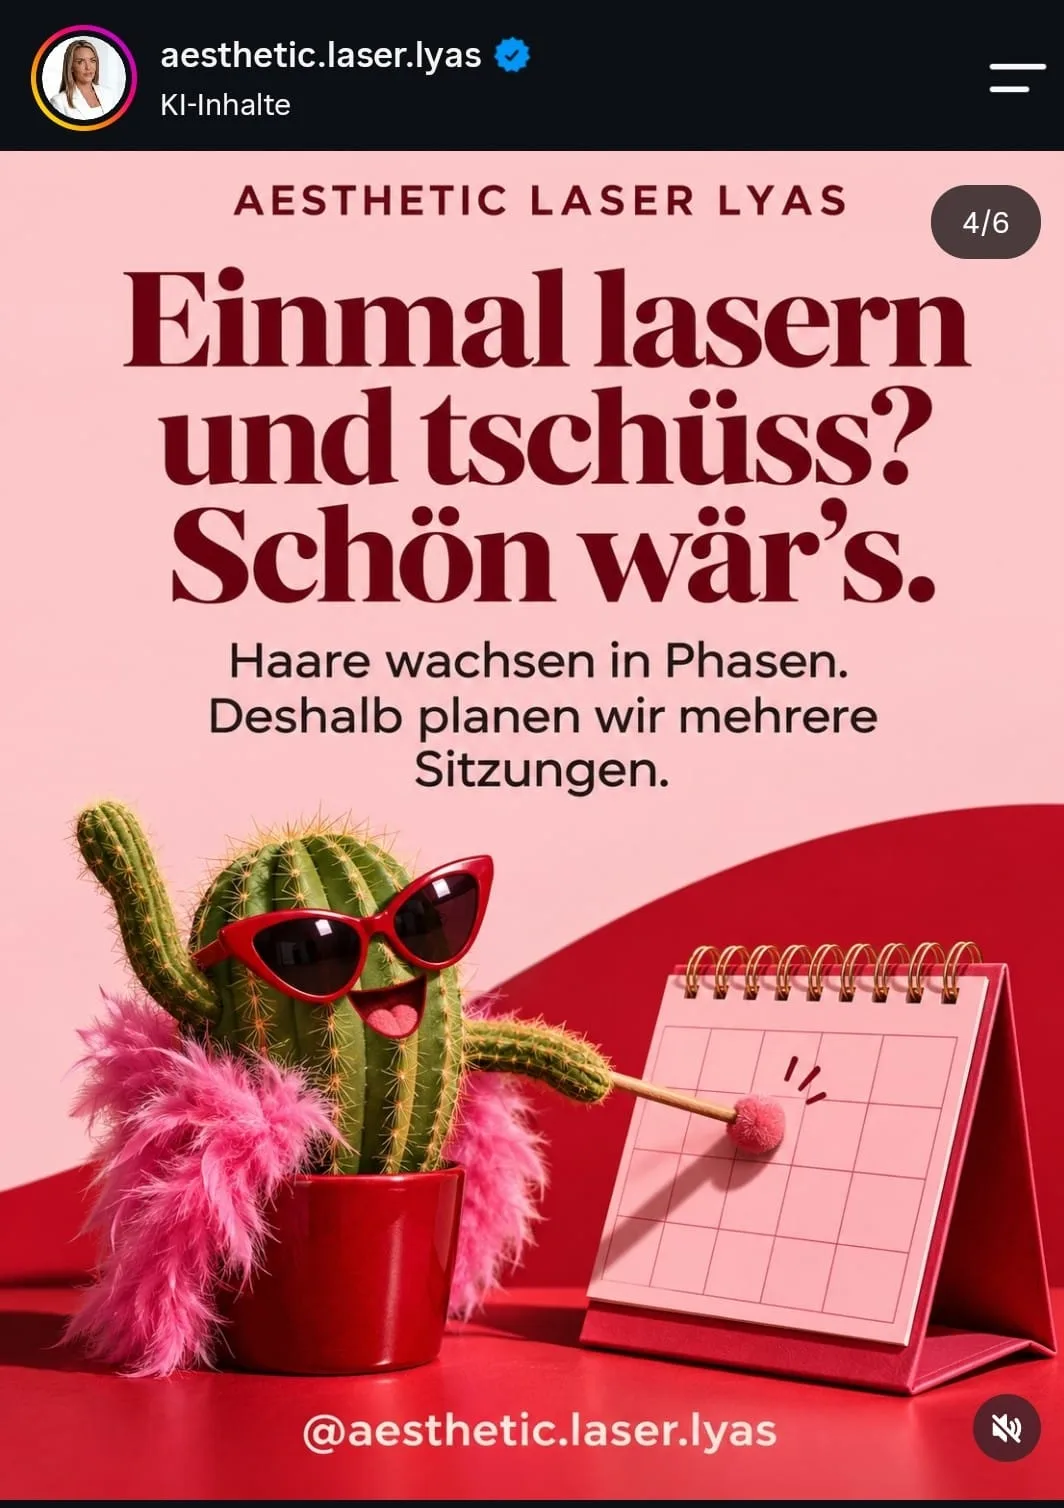 aesthetic.laser.lyas
KI-Inhalte
AESTHETIC LASER LYAS
4/6
Einmal lasern
und tschüss?
Schön wär's.
Haare wachsen in Phasen.
Deshalb planen wir mehrere
Sitzungen.
@aesthetic.laser.lyas